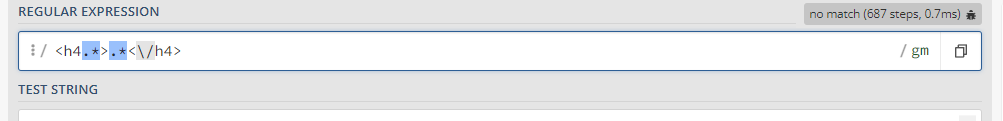 REGULAR EXPRESSION
no match (687 steps, 0.7ms)
/ <h4.*>.*<\/h4> / gm
TEST STRING